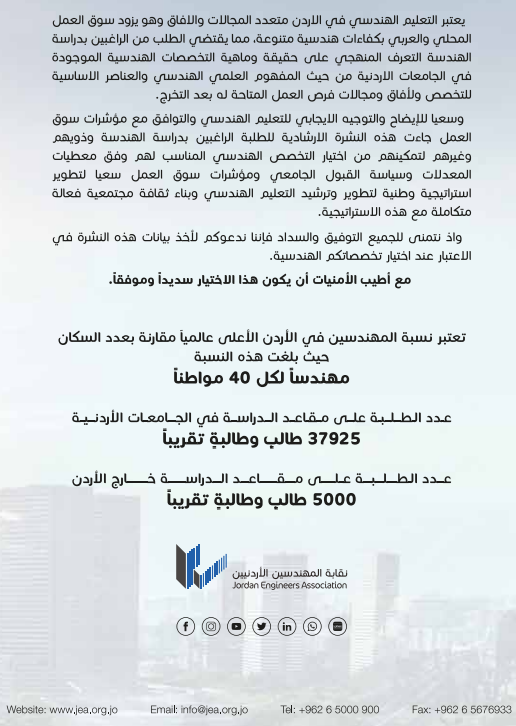 يعتبر التعليم الهندسي في الاردن متعدد المجالات والافاق وهو يزود سوق العمل
المحلي والعربي بكفاءات هندسية متنوعة، مما يقتضي الطلب من الراغبين بدراسة
الهندسة التعرف المنهجي على حقيقة وماهية التخصصات الهندسية الموجودة
في الجامعات الاردنية من حيث المفهوم العلمي الهندسي والعناصر الاساسية
للتخصص ولأفاق ومجالات فرص العمل المتاحة له بعد التخرج.
وسعيا للإيضاح والتوجيه الايجابي للتعليم الهندسي والتوافق مع مؤشرات سوق
العمل جاءت هذه النشرة الارشادية للطلبة الراغبين بدراسة الهندسة وذويهم
وغيرهم لتمكينهم من اختيار التخصص الهندسي المناسب لهم وفق معطيات
المعدلات وسياسة القبول الجامعي ومؤشرات سوق العمل سعيا لتطوير
استراتيجية وطنية لتطوير وترشيد التعليم الهندسي وبناء ثقافة مجتمعية فعالة
متكاملة مع هذه الاستراتيجية.
واذ نتمنى للجميع التوفيق والسداد فإننا ندعوكم لأخذ بيانات هذه النشرة في
الاعتبار عند اختيار تخصصاتكم الهندسية.
مع أطيب الأمنيات أن يكون هذا الاختيار سديداً وموفقاً.
تعتبر نسبة المهندسين في الأردن الأعلى عالمياً مقارنة بعدد السكان
حيث بلغت هذه النسبة
مهندساً لكل 40 مواطناً
عدد الطلبة على مقاعد الدراسة في الجامعات الأردنية
37925 طالب وطالبةٍ تقريباً
عدد الطلبة على مقاعد الدراسة خارج الأردن
5000 طالب وطالبةٍ تقريباً
نقابة المهندسين الأردنيين
Jordan Engineers Association
Website: www.jea.org.jo Email: info@jea.org.jo Tel: +962 6 5000 900 Fax: +962 6 5676933